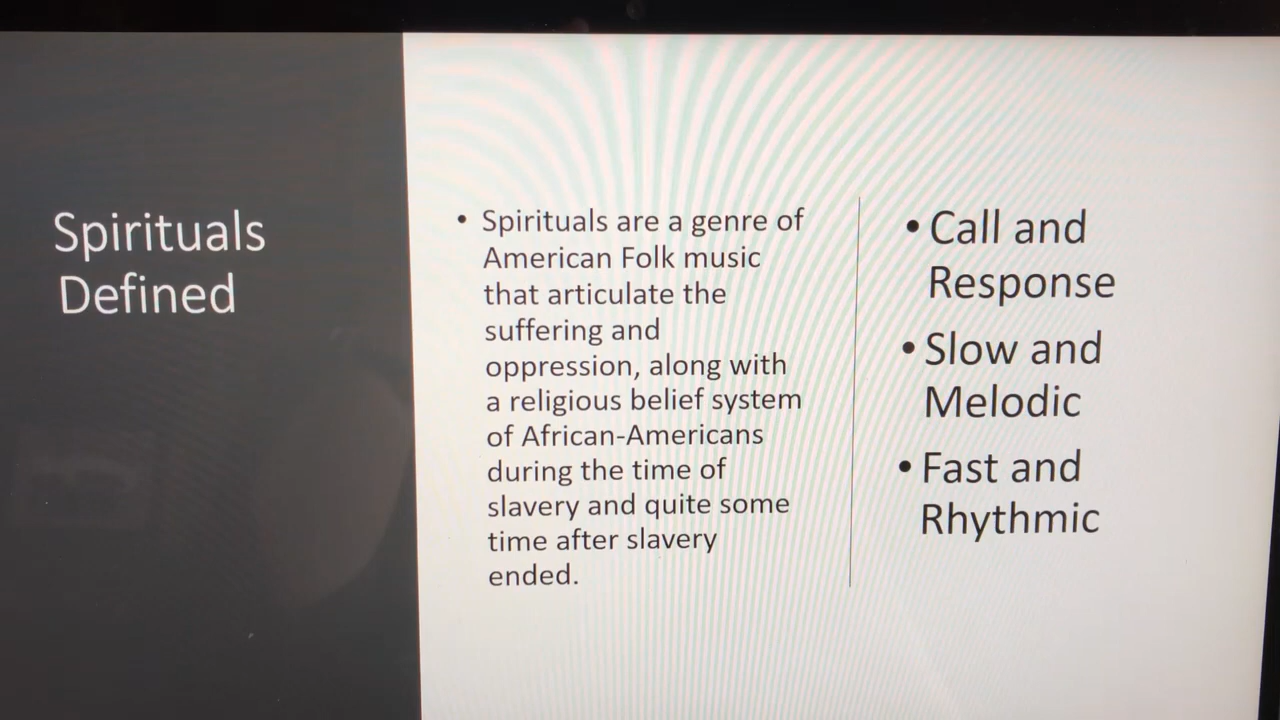 Spirituals
Defined
• Spirituals are a genre of
American Folk music
that articulate the
suffering and
oppression, along with
a religious belief system
of African-Americans
during the time of
slavery and quite some
time after slavery
ended.
• Call and
Response
• Slow and
Melodic
• Fast and
Rhythmic